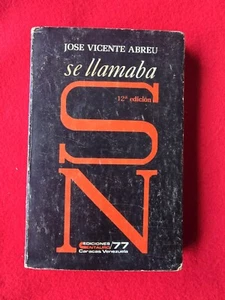 JOSE VICENTE ABREU
se llamaba
12ª edición
SN
EDICIONES
CENTAURO/77
Caracas, Venezuela